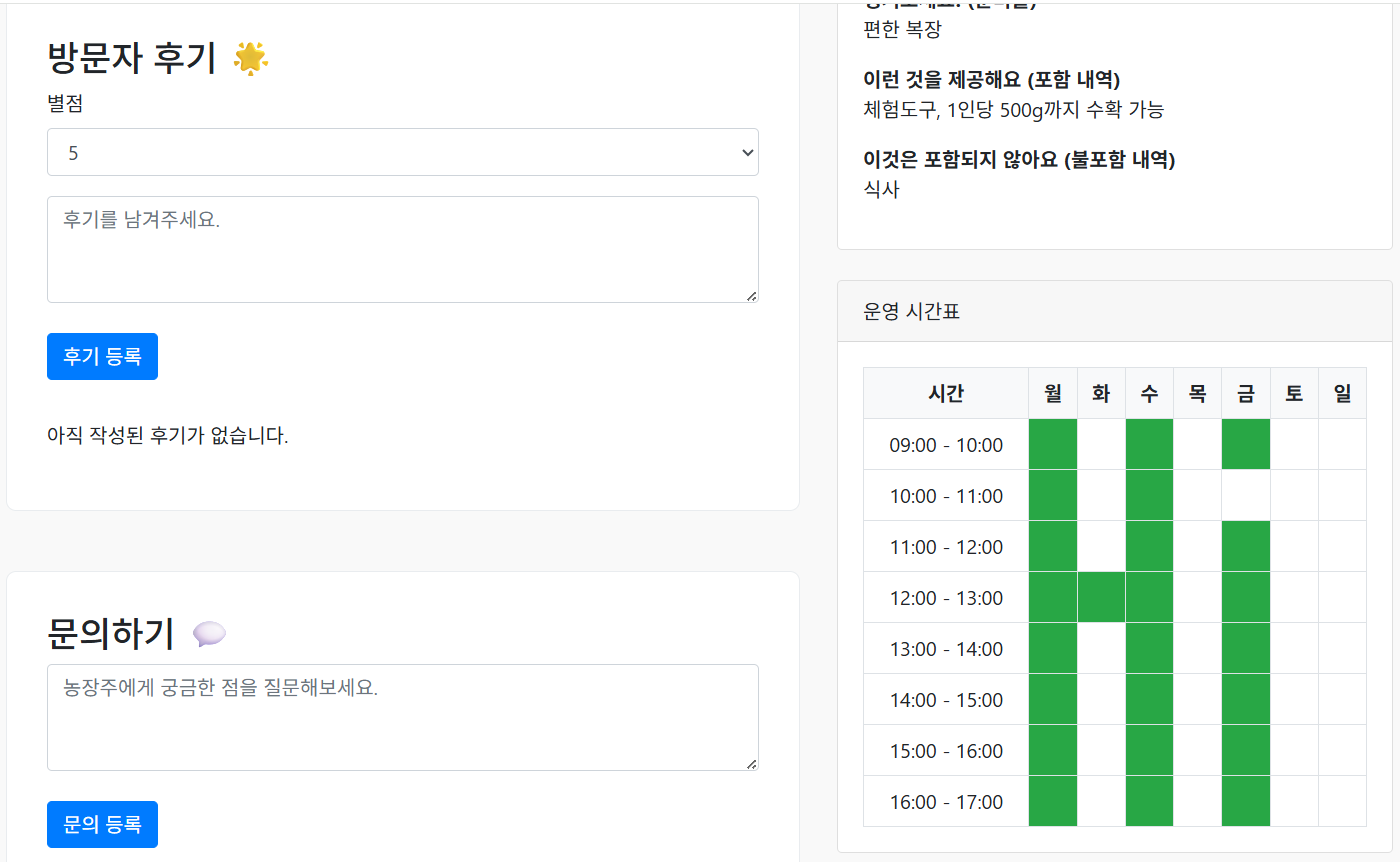 방문자 후기
별점
5
후기를 남겨주세요.
후기 등록
아직 작성된 후기가 없습니다.
문의하기
농장주에게 궁금한 점을 질문해보세요.
문의 등록
편한 복장
이런 것을 제공해요 (포함 내역)
체험도구, 1인당 500g까지 수확 가능
이것은 포함되지 않아요 (불포함 내역)
식사
운영 시간표
시간 월 화 수 목 금 토 일
09:00 - 10:00
10:00 - 11:00
11:00 - 12:00
12:00 - 13:00
13:00 - 14:00
14:00 - 15:00
15:00 - 16:00
16:00 - 17:00